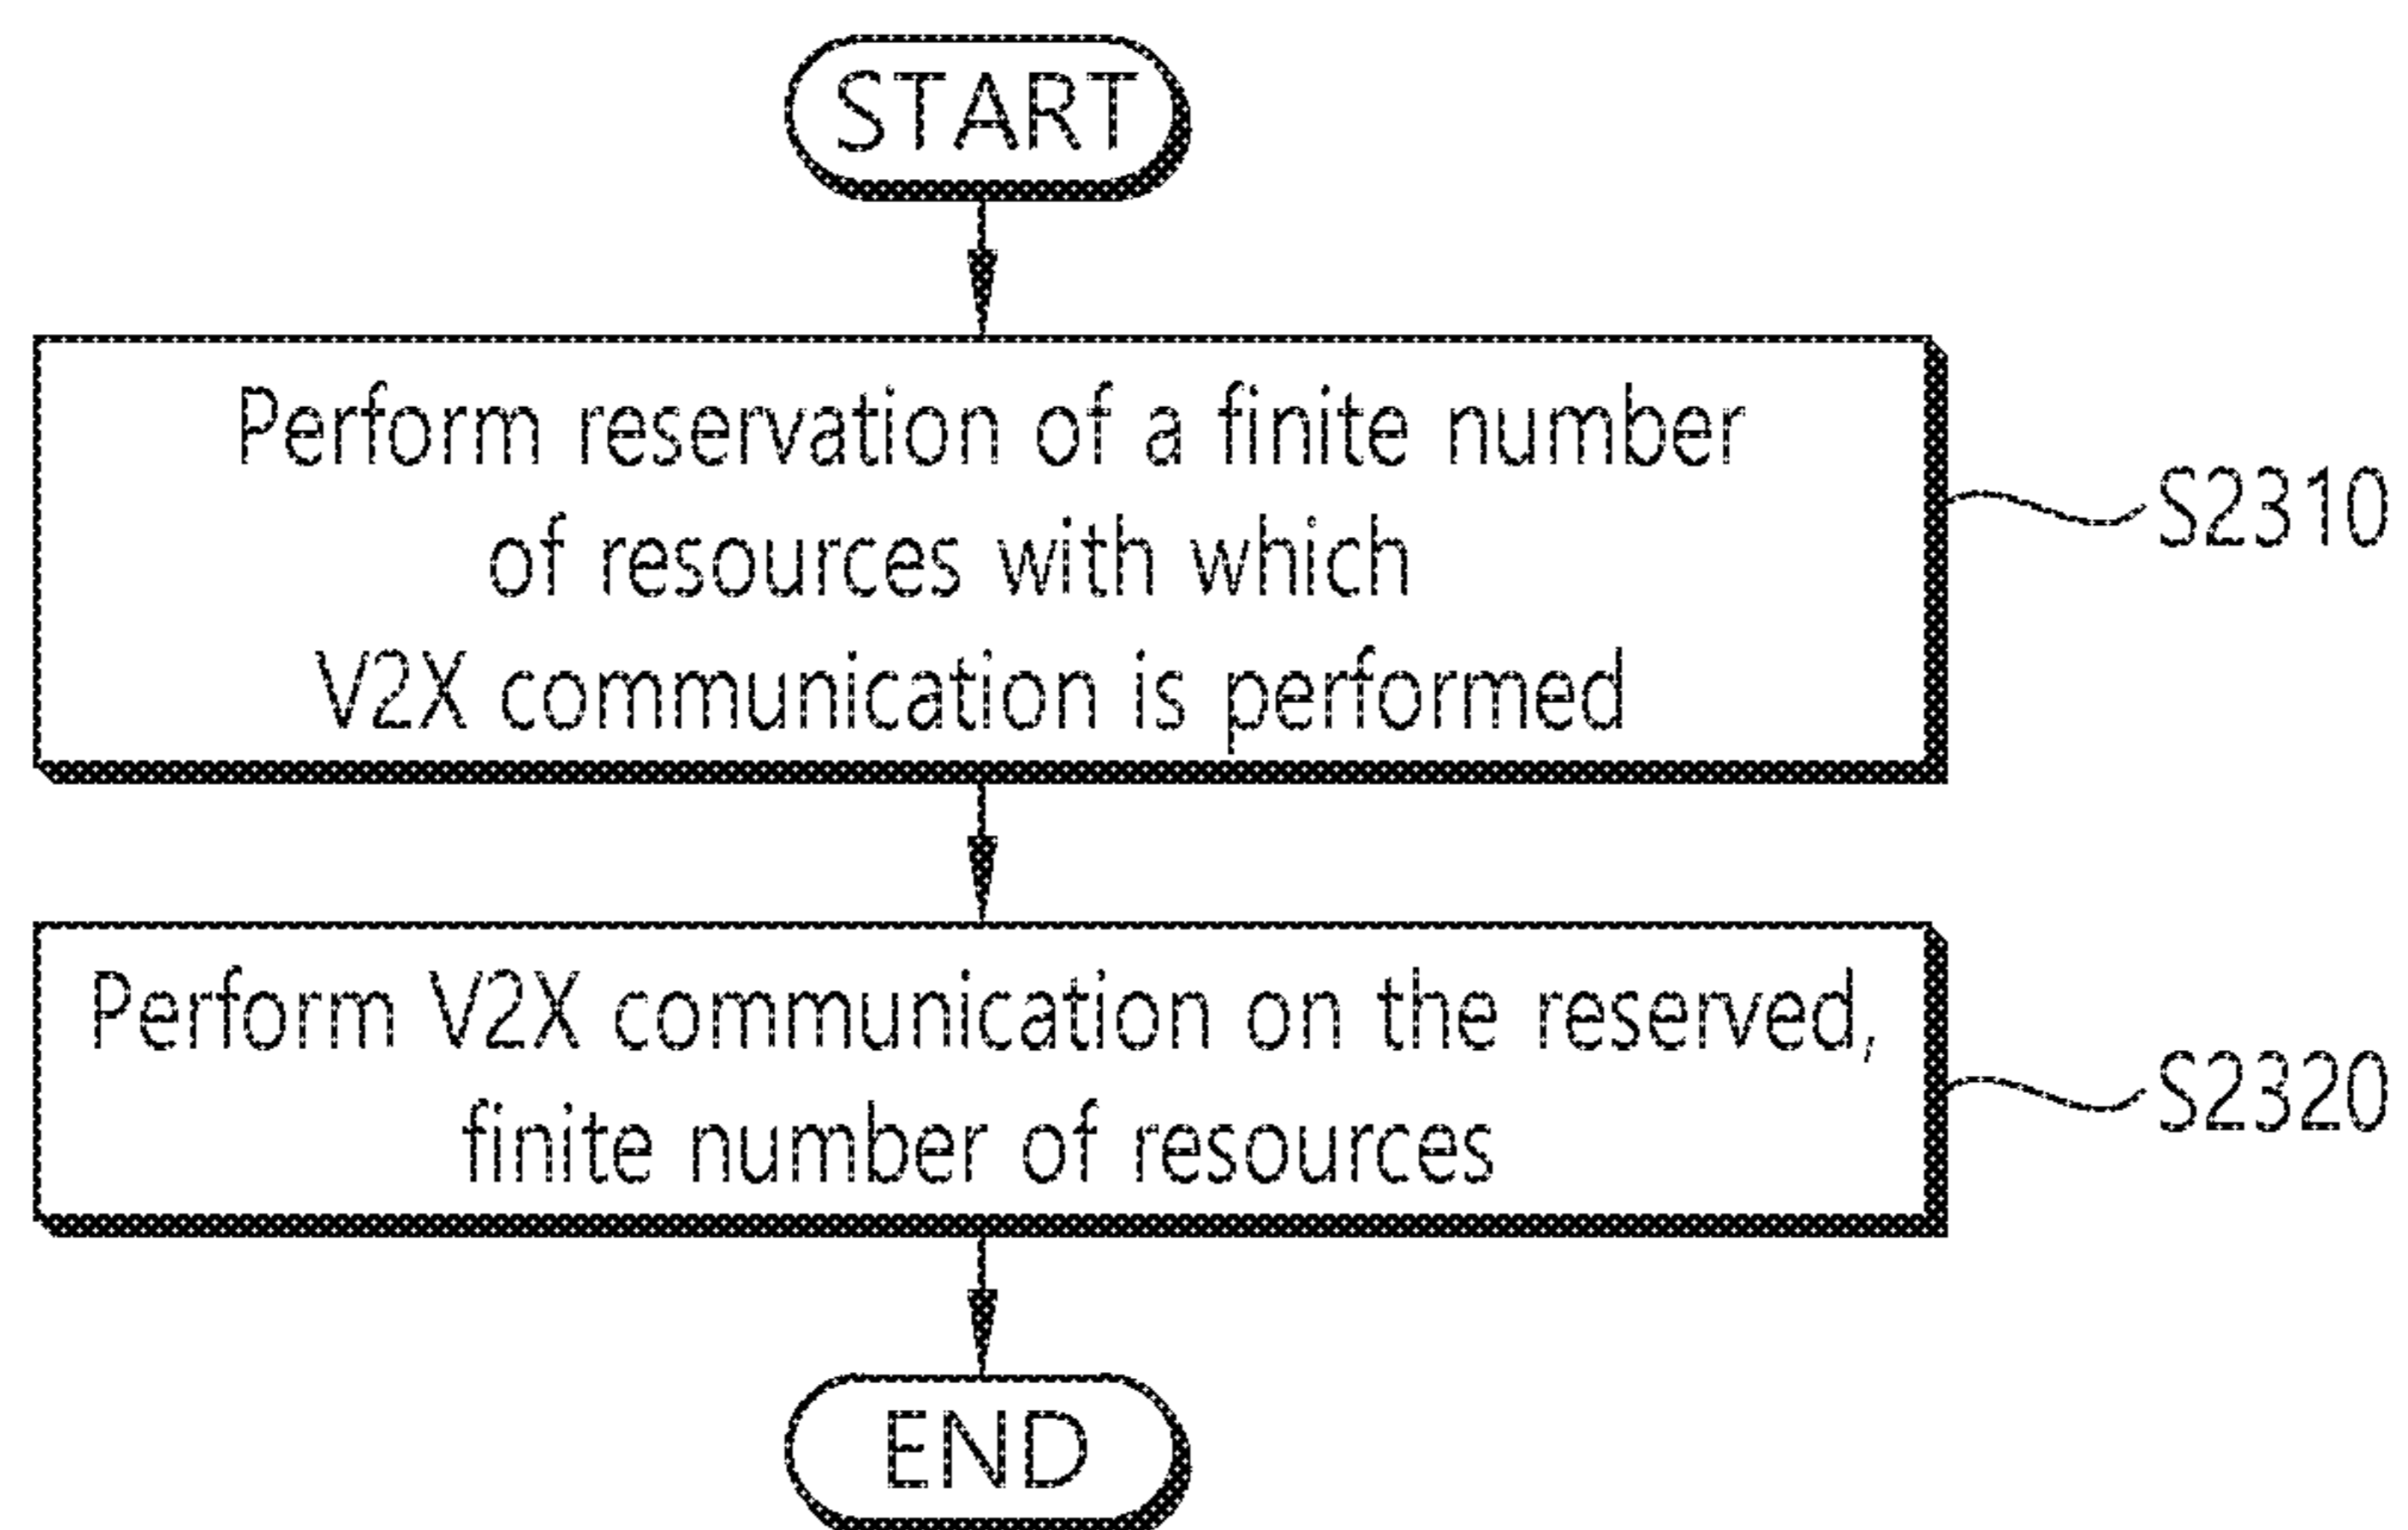 START
Perform reservation of a finite number
of resources with which
V2X communication is performed
S2310
Perform V2X communication on the reserved,
finite number of resources
S2320
END